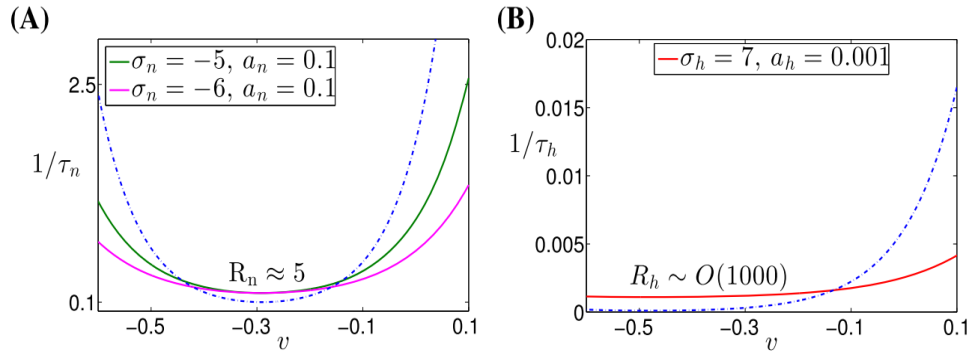 (A)
σn = −5, an = 0.1
σn = −6, an = 0.1
2.5
1/τn
Rn ≈ 5
0.1
−0.5 −0.3 −0.1 0.1
v
(B)
0.02
σh = 7, ah = 0.001
0.015
1/τh
0.01
0.005
Rh ∼ O(1000)
0
−0.5 −0.3 −0.1 0.1
v